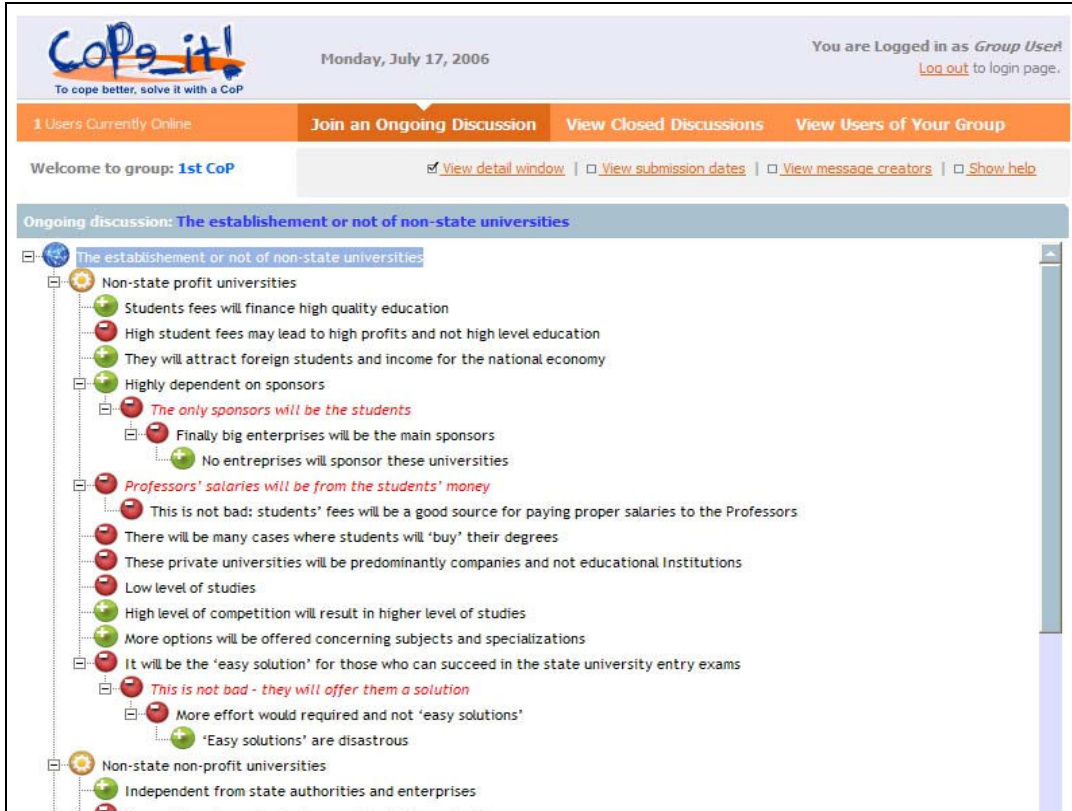 CoPe_it!
To cope better, solve it with a CoP
Monday, July 17, 2006
You are Logged in as Group User!
Log out to login page.
1 Users Currently Online
Join an Ongoing Discussion
View Closed Discussions
View Users of Your Group
Welcome to group: 1st CoP
View detail window | View submission dates | View message creators | Show help
Ongoing discussion: The establishement or not of non-state universities
The establishement or not of non-state universities
Non-state profit universities
Students fees will finance high quality education
High student fees may lead to high profits and not high level education
They will attract foreign students and income for the national economy
Highly dependent on sponsors
The only sponsors will be the students
Finally big enterprises will be the main sponsors
No entreprises will sponsor these universities
Professors' salaries will be from the students' money
This is not bad: students' fees will be a good source for paying proper salaries to the Professors
There will be many cases where students will 'buy' their degrees
These private universities will be predominantly companies and not educational Institutions
Low level of studies
High level of competition will result in higher level of studies
More options will be offered concerning subjects and specializations
It will be the 'easy solution' for those who can succeed in the state university entry exams
This is not bad - they will offer them a solution
More effort would required and not 'easy solutions'
'Easy solutions' are disastrous
Non-state non-profit universities
Independent from state authorities and enterprises